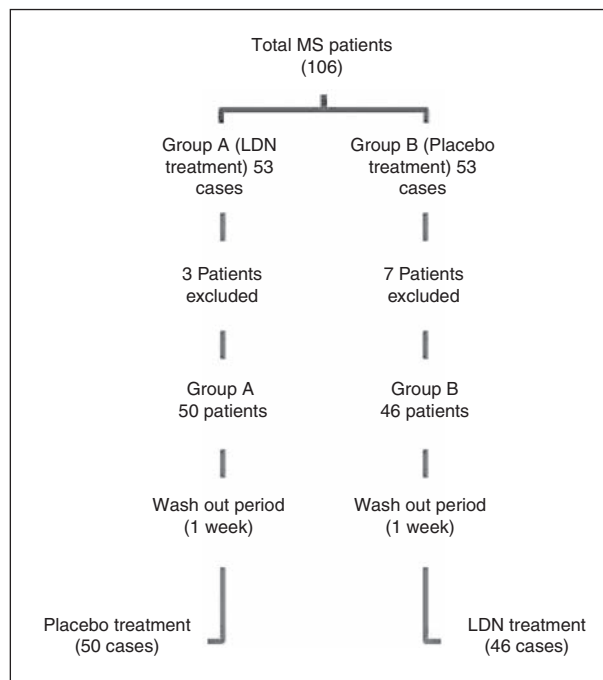 Total MS patients
(106)
Group A (LDN
treatment) 53
cases
Group B (Placebo
treatment) 53
cases
3 Patients
excluded
7 Patients
excluded
Group A
50 patients
Group B
46 patients
Wash out period
(1 week)
Wash out period
(1 week)
Placebo treatment
(50 cases)
LDN treatment
(46 cases)